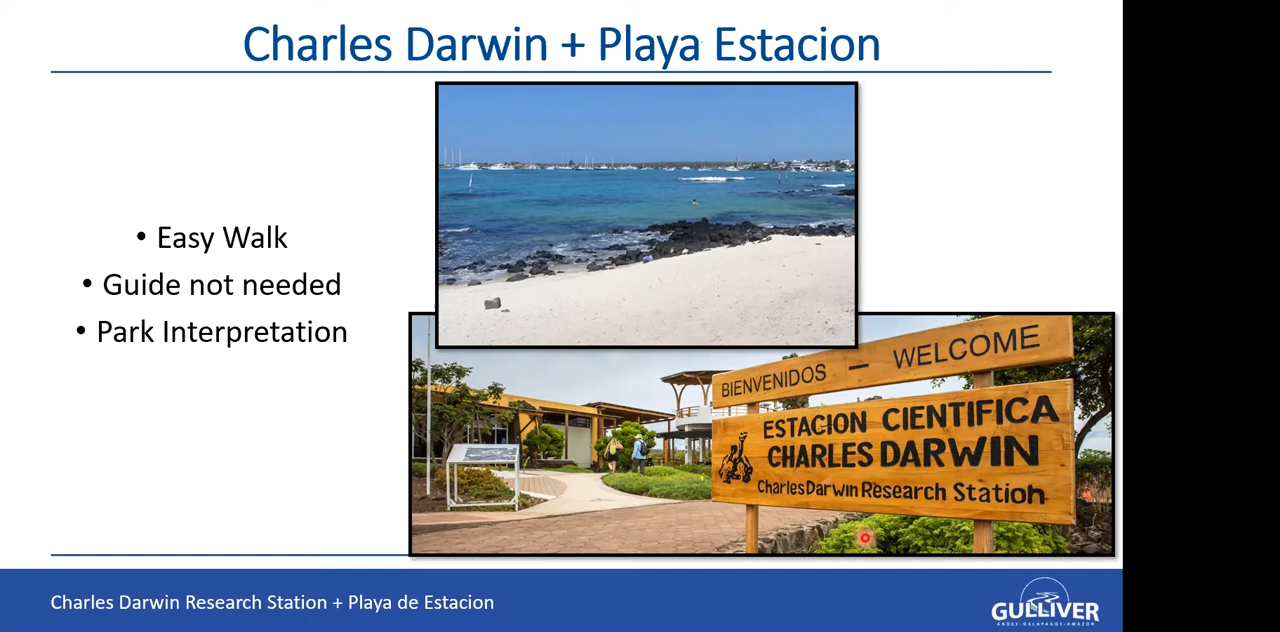 Charles Darwin + Playa Estacion
• Easy Walk
• Guide not needed
• Park Interpretation
BIENVENIDOS — WELCOME
ESTACION CIENTIFICA
CHARLES DARWIN
Charles Darwin Research Station
Charles Darwin Research Station + Playa de Estacion
GULLIVER
ANDES-GALAPAGOS-AMAZON